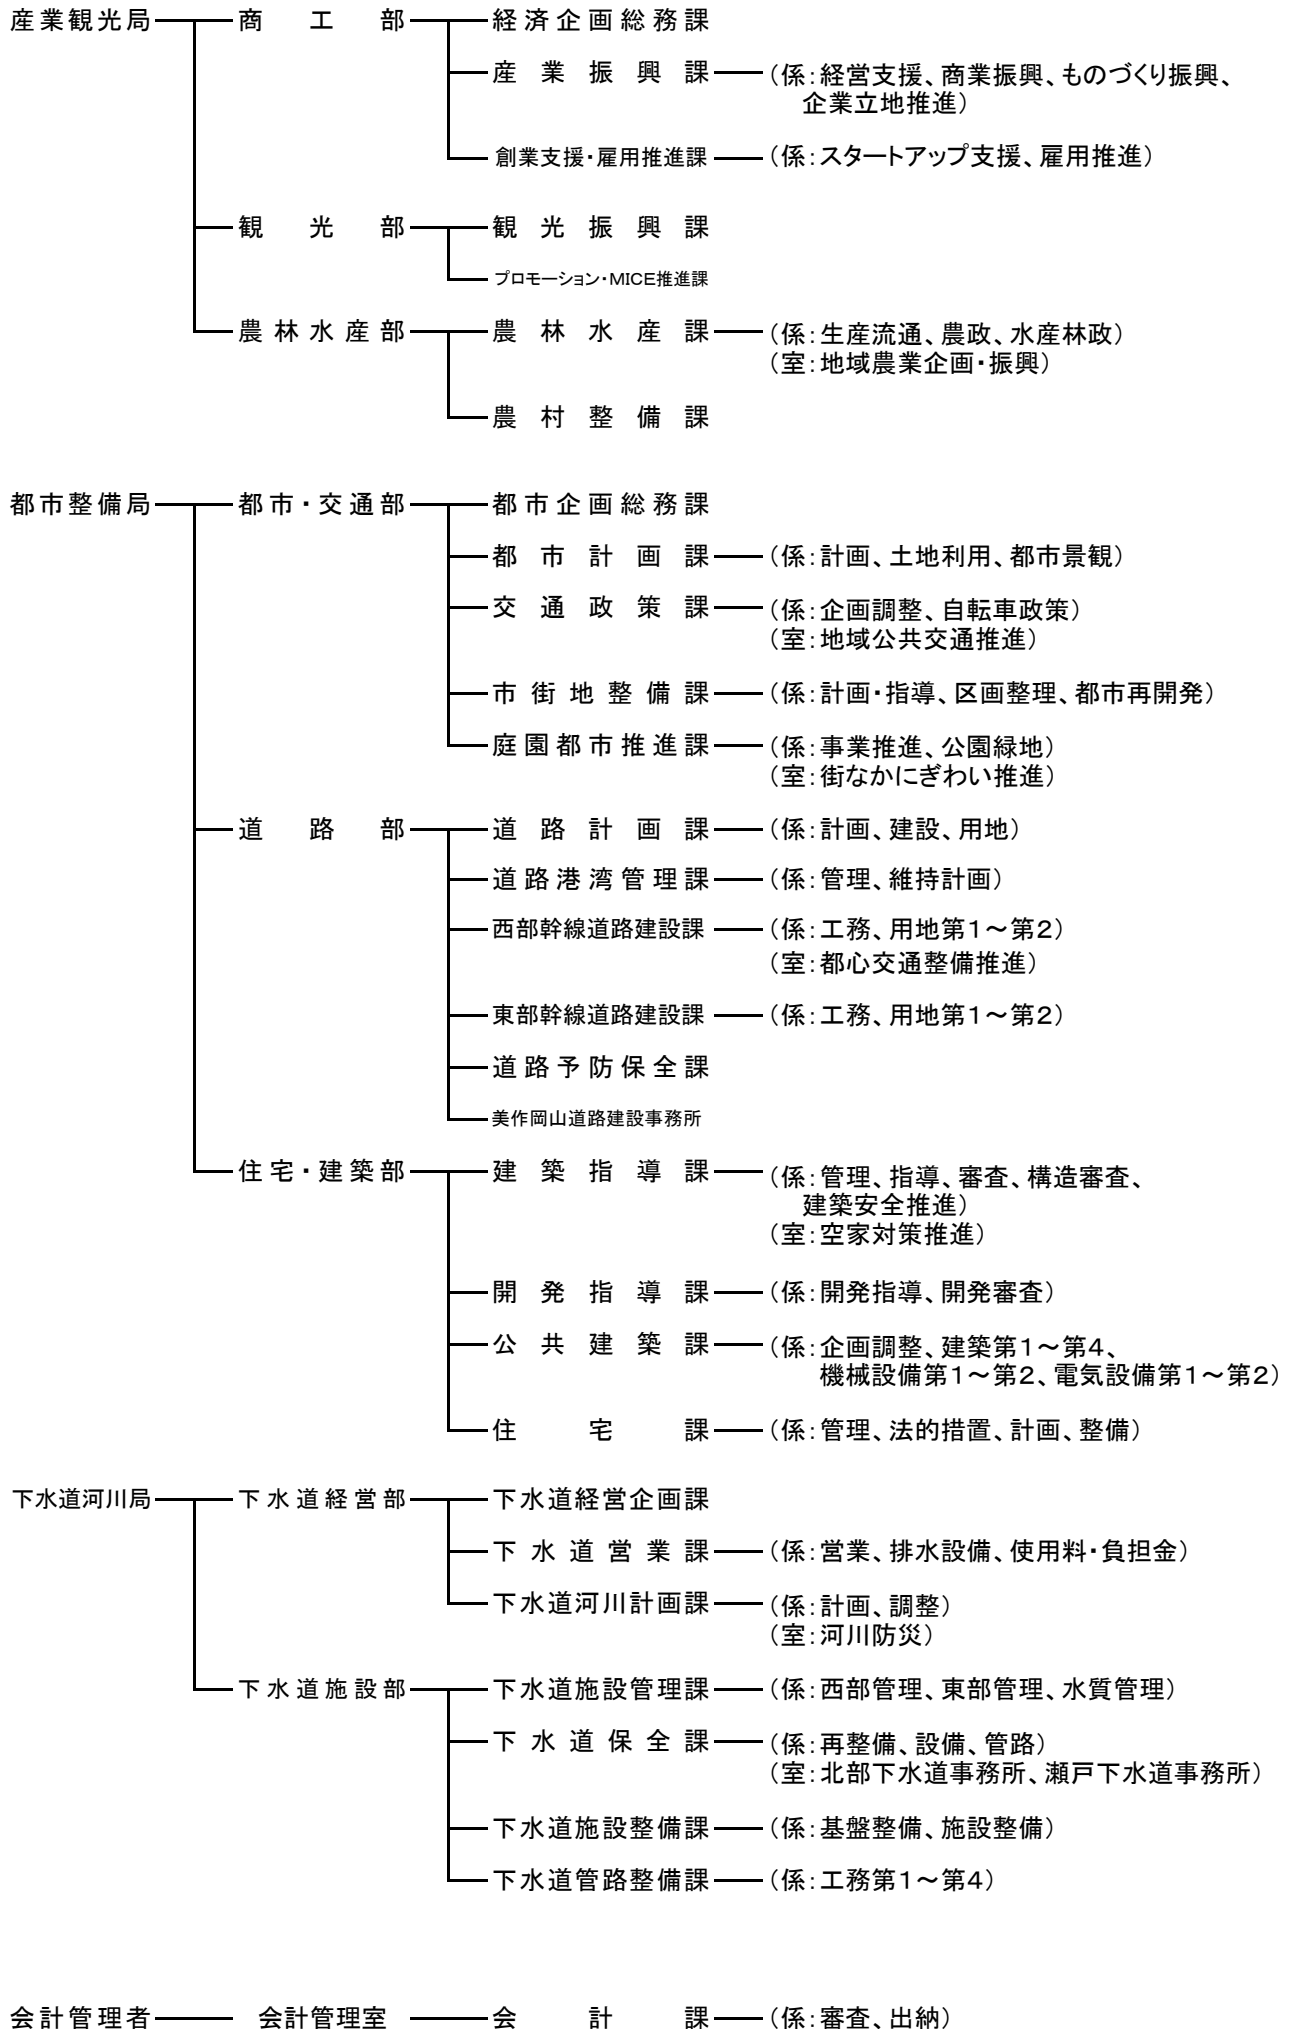 産業観光局 商工部 経済企画総務課
産業振興課 (係:経営支援、商業振興、ものづくり振興、
企業立地推進)
創業支援・雇用推進課 (係:スタートアップ支援、雇用推進)
観光部 観光振興課
プロモーション・MICE推進課
農林水産部 農林水産課 (係:生産流通、農政、水産林政)
(室:地域農業企画・振興)
農村整備課
都市整備局 都市・交通部 都市企画総務課
都市計画課 (係:計画、土地利用、都市景観)
交通政策課 (係:企画調整、自転車政策)
(室:地域公共交通推進)
市街地整備課 (係:計画・指導、区画整理、都市再開発)
庭園都市推進課 (係:事業推進、公園緑地)
(室:街なかにぎわい推進)
道路部 道路計画課 (係:計画、建設、用地)
道路港湾管理課 (係:管理、維持計画)
西部幹線道路建設課 (係:工務、用地第1~第2)
(室:都心交通整備推進)
東部幹線道路建設課 (係:工務、用地第1~第2)
道路予防保全課
美作岡山道路建設事務所
住宅・建築部 建築指導課 (係:管理、指導、審査、構造審査、
建築安全推進)
(室:空家対策推進)
開発指導課 (係:開発指導、開発審査)
公共建築課 (係:企画調整、建築第1~第4、
機械設備第1~第2、電気設備第1~第2)
住宅課 (係:管理、法的措置、計画、整備)
下水道河川局 下水道経営部 下水道経営企画課
下水道営業課 (係:営業、排水設備、使用料・負担金)
下水道河川計画課 (係:計画、調整)
(室:河川防災)
下水道施設部 下水道施設管理課 (係:西部管理、東部管理、水質管理)
下水道保全課 (係:再整備、設備、管路)
(室:北部下水道事務所、瀬戸下水道事務所)
下水道施設整備課 (係:基盤整備、施設整備)
下水道管路整備課 (係:工務第1~第4)
会計管理者 会計管理室 会計課 (係:審査、出納)